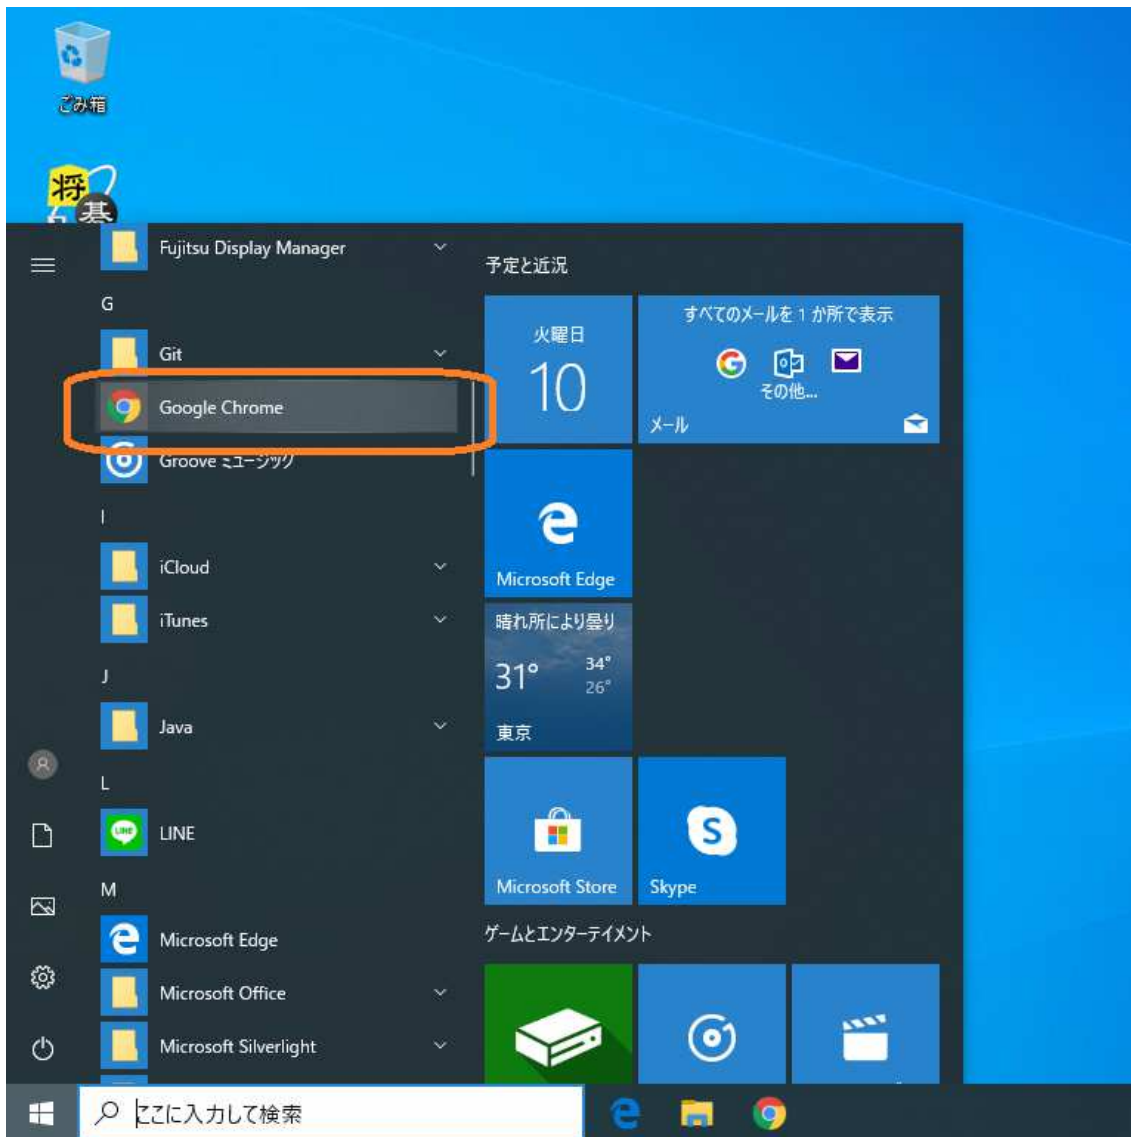 ごみ箱
将
碁
Fujitsu Display Manager
G
Git
Google Chrome
Groove ミュージック
I
iCloud
iTunes
J
Java
L
LINE
LINE
M
Microsoft Edge
Microsoft Office
Microsoft Silverlight
予定と近況
火曜日
10
すべてのメールを 1 か所で表示
その他...
メール
Microsoft Edge
晴れ所により曇り
31°
34°
26°
東京
Microsoft Store
Skype
ゲームとエンターテイメント
ここに入力して検索